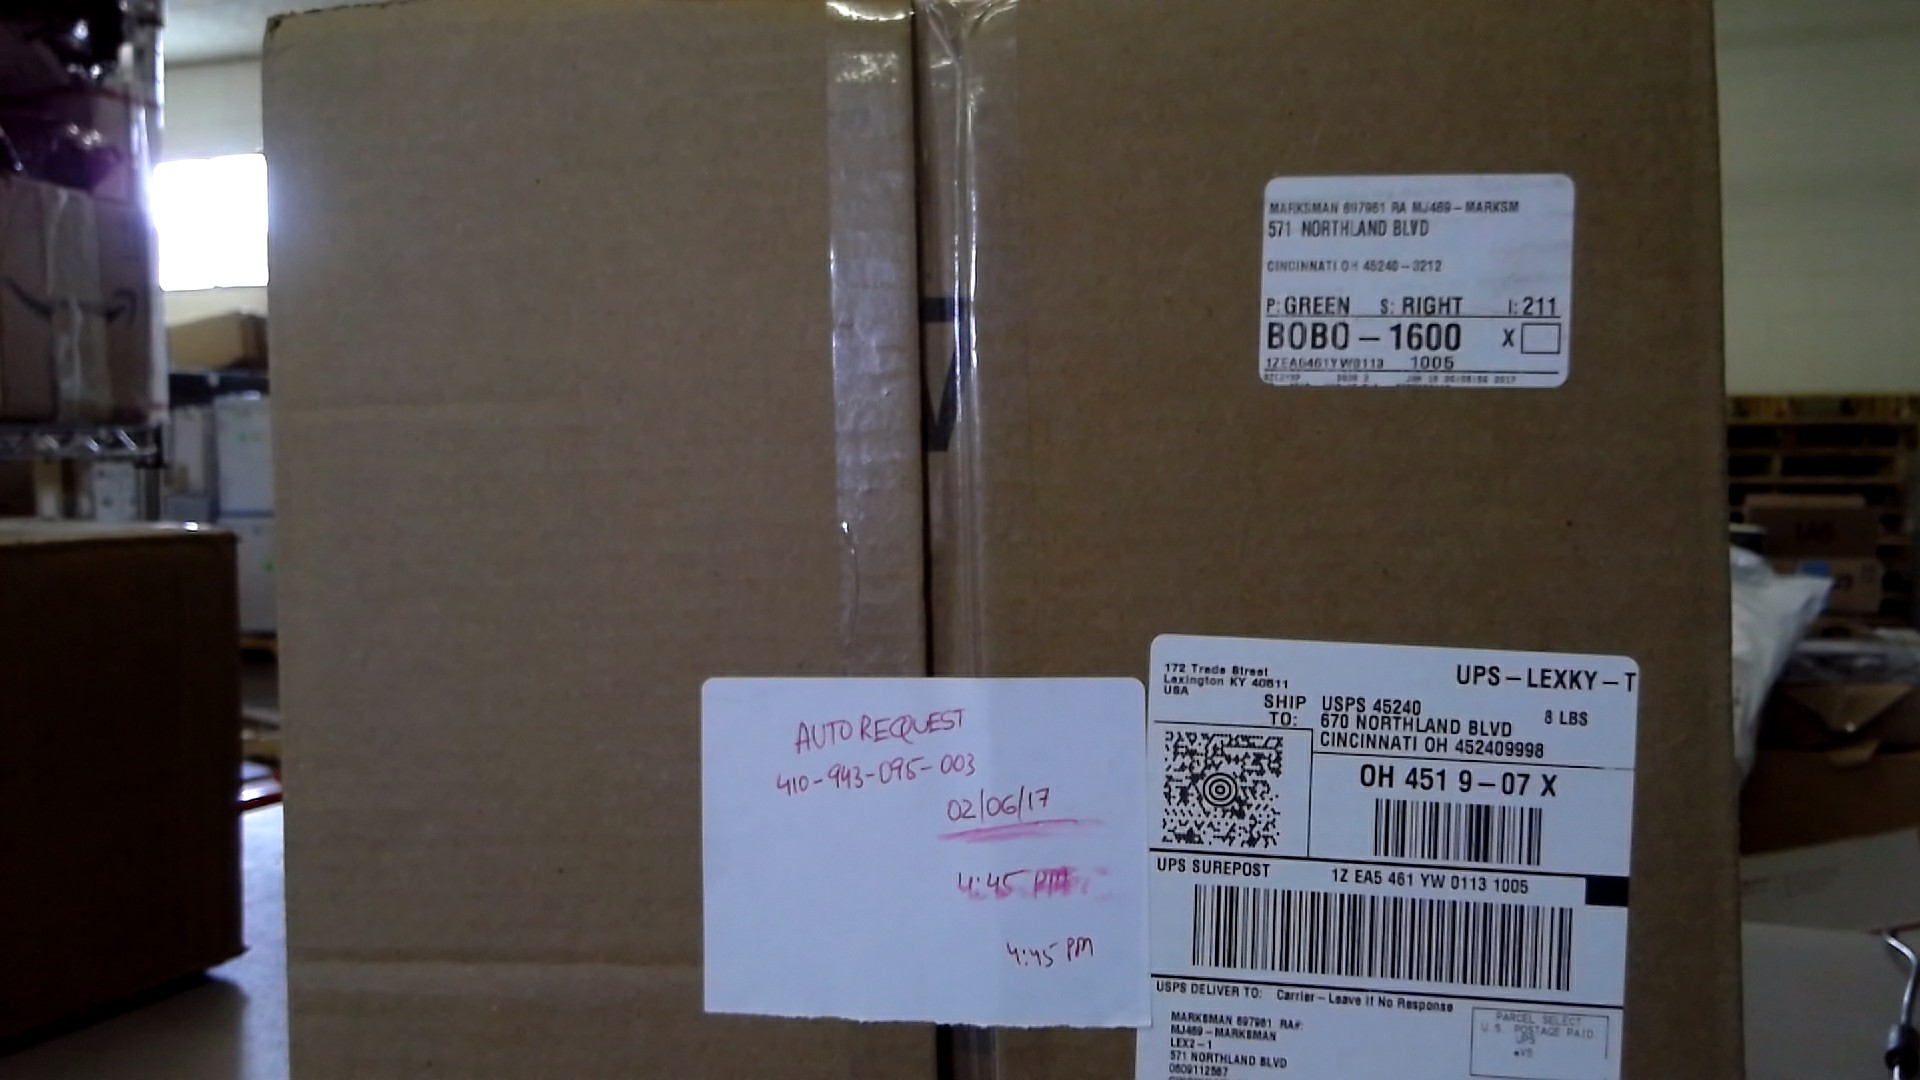 MARKSMAN 697961 RA MJ469-MARKSM
571 NORTHLAND BLVD
CINCINNATI OH 45240-3212
P: GREEN S: RIGHT I: 211
BOBO-1600 X
1ZEA5461YW0113 1005
AUTO REQUEST
410-943-095-003
02/06/17
4:45 PM
4:45 PM
172 Trade Street
Lexington KY 40511
USA
UPS-LEXKY-T
8 LBS
SHIP TO:
USPS 45240
670 NORTHLAND BLVD
CINCINNATI OH 452409998
OH 451 9-07 X
UPS SUREPOST
1Z EA5 461 YW 0113 1005
USPS DELIVER TO: Carrier-Leave If No Response
MARKSMAN 697961 RA#:
MJ469-MARKSMAN
LEX2-1
571 NORTHLAND BLVD
0609112567
PARCEL SELECT
U.S. POSTAGE PAID
UPS